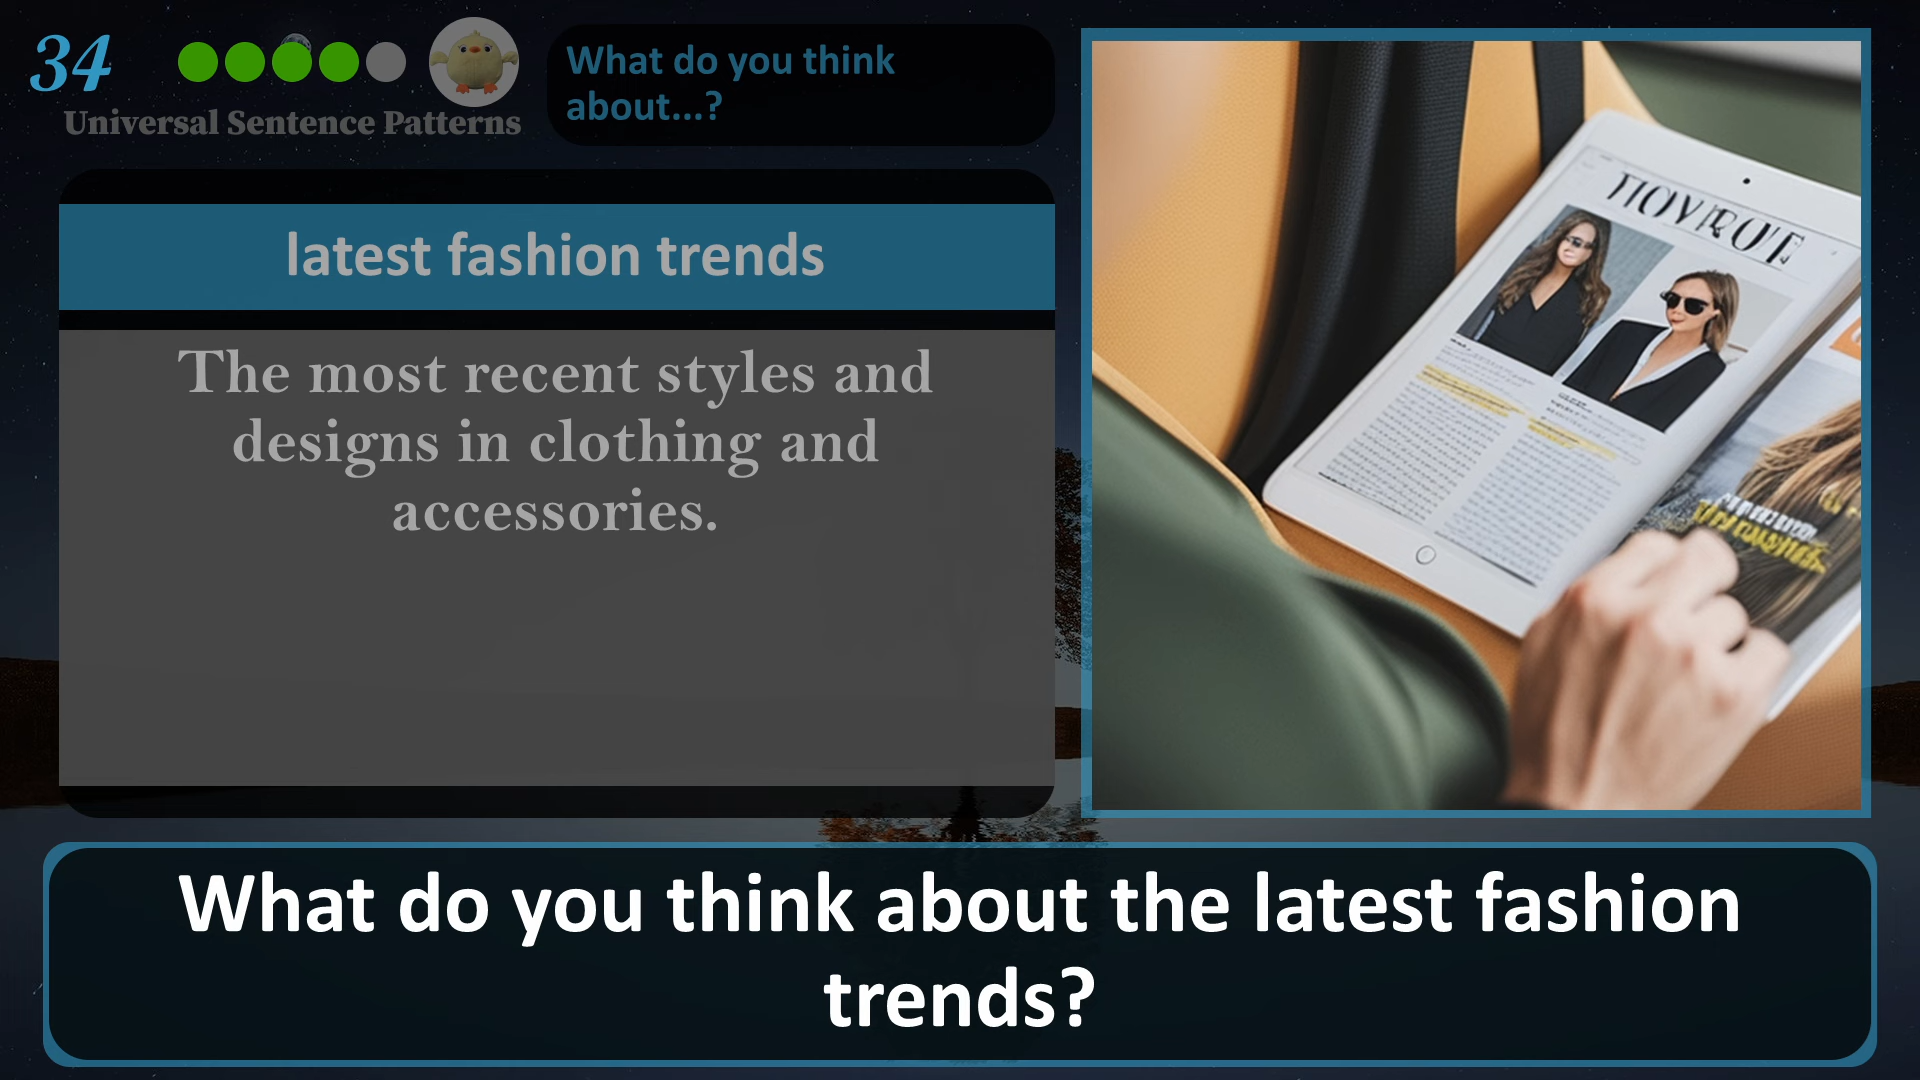 34
Universal Sentence Patterns
What do you think
about...?
latest fashion trends
The most recent styles and
designs in clothing and
accessories.
What do you think about the latest fashion
trends?